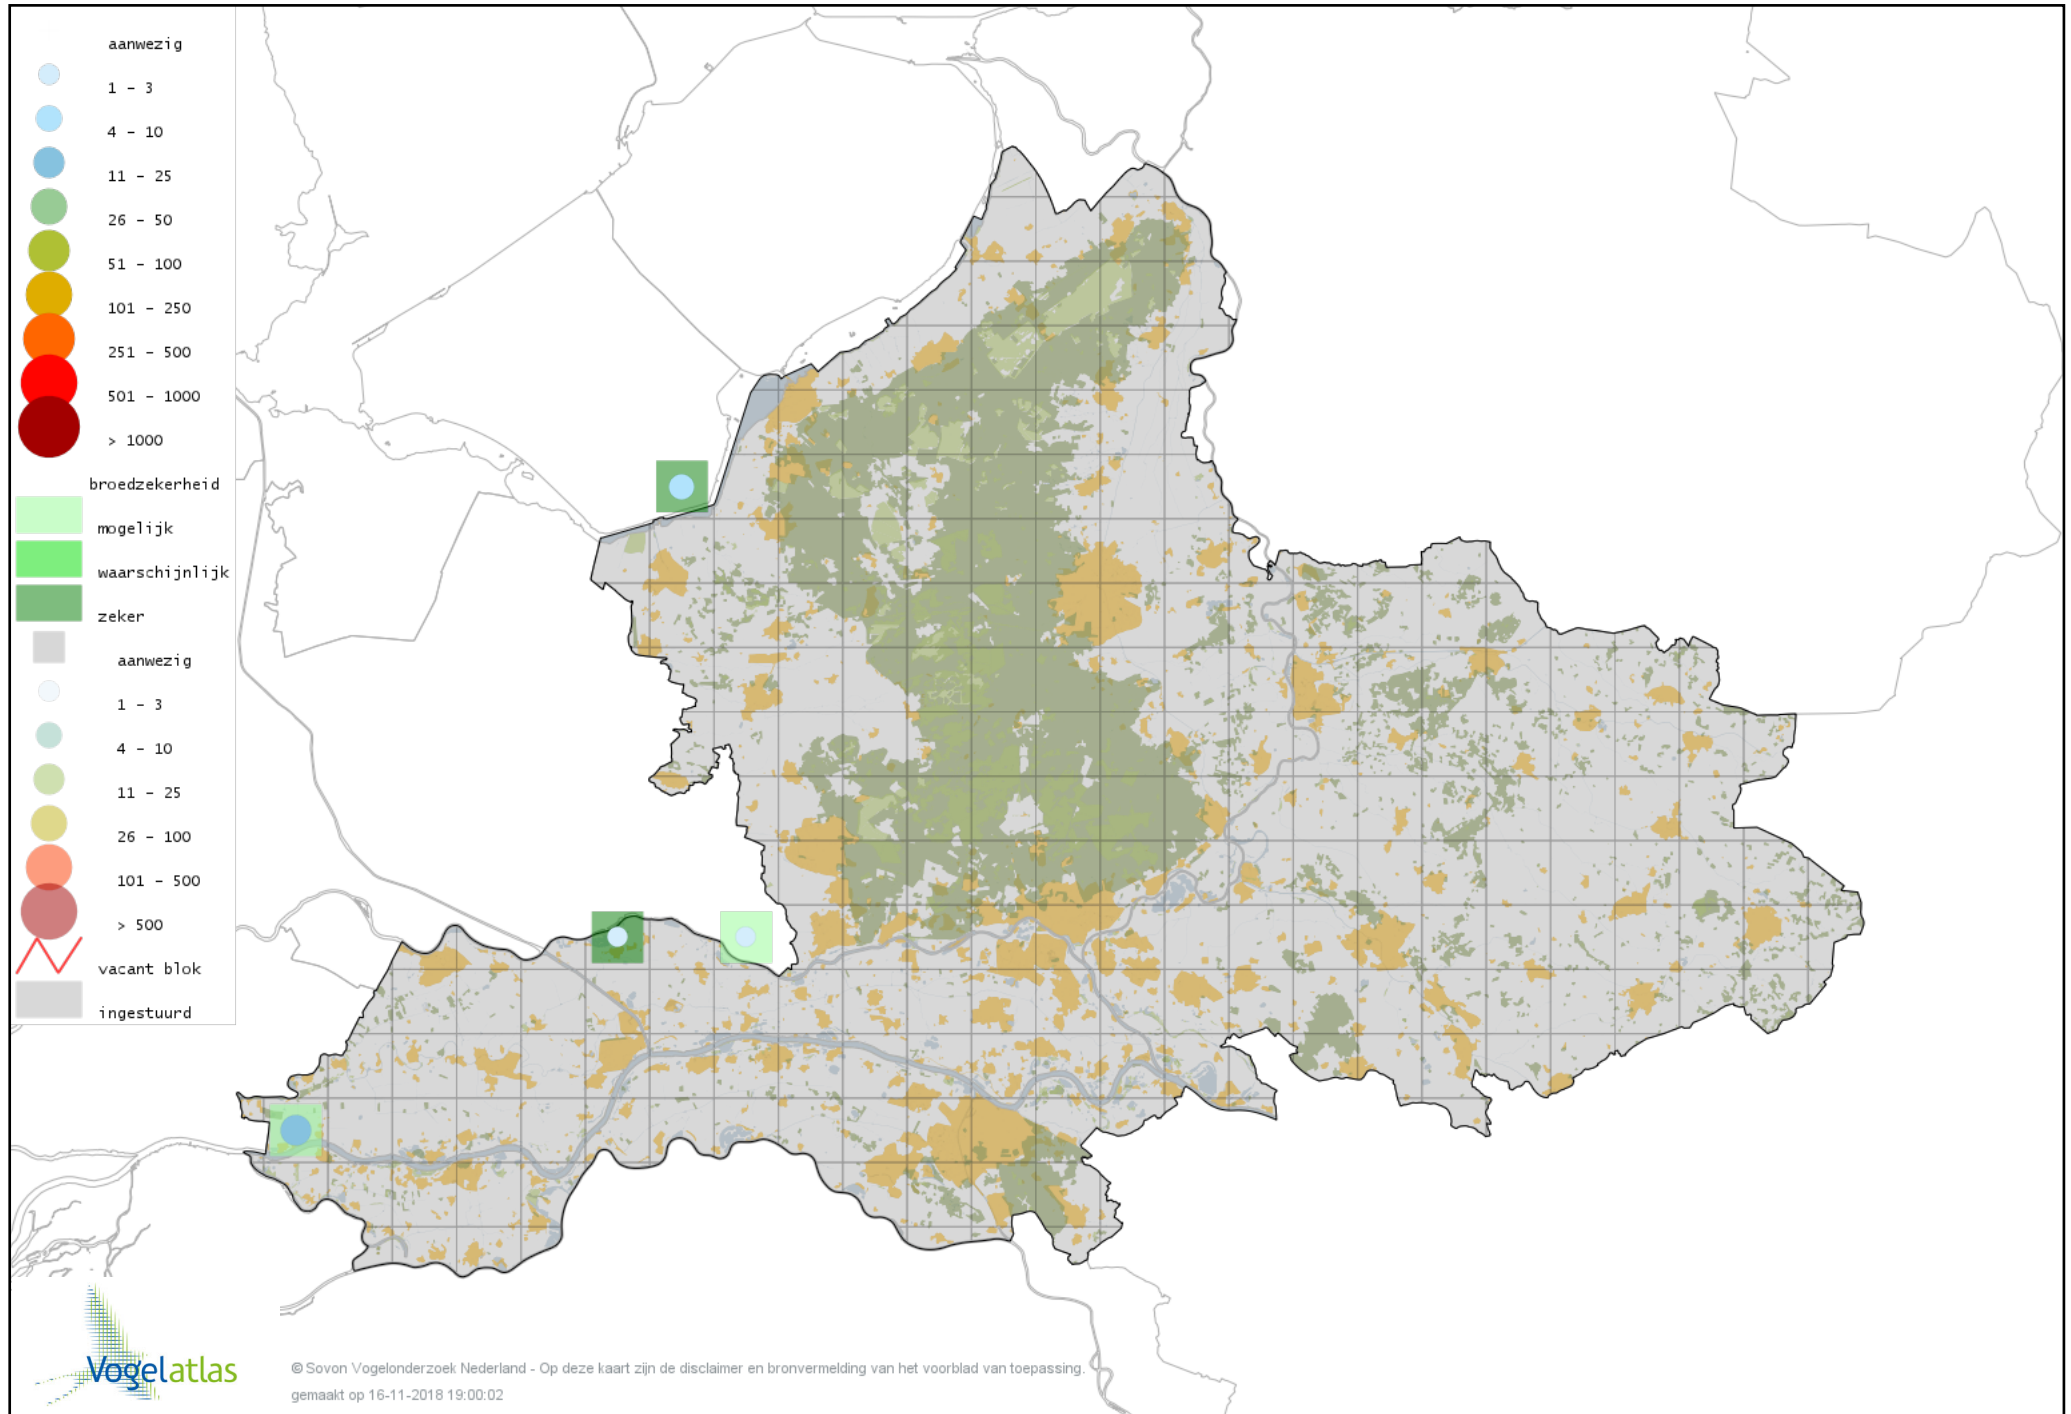 aanwezig
1 - 3
4 - 10
11 - 25
26 - 50
51 - 100
101 - 250
251 - 500
501 - 1000
> 1000
broedzekerheid
mogelijk
waarschijnlijk
zeker
aanwezig
1 - 3
4 - 10
11 - 25
26 - 100
101 - 500
> 500
vacant blok
ingestuurd
Vogelatlas
© Sovon Vogelonderzoek Nederland - Op deze kaart zijn de disclaimer en bronvermelding van het voorblad van toepassing.
gemaakt op 16-11-2018 19:00:02